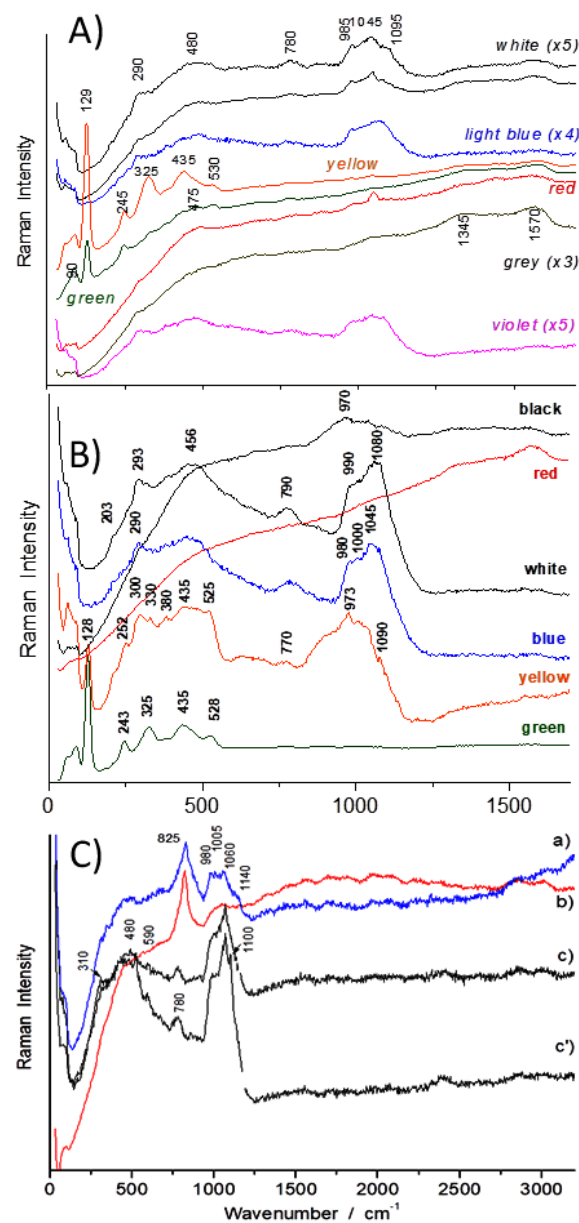 A)
985 1045
1095
white (x5)
780
480
290
129
light blue (x4)
yellow
435
325
530
245
475
red
1345
1570
90
green
grey (x3)
violet (x5)
Raman Intensity
B)
970
black
456
293
1080
990
red
790
203
290
1045
1000
980
white
300
330
380
435
525
blue
973
128
252
770
1090
yellow
435
325
243
528
green
Raman Intensity
0 500 1000 1500
C)
825
980
1005
1060
1140
a)
b)
480
590
310
1100
c)
780
c')
Raman Intensity
0 500 1000 1500 2000 2500 3000
Wavenumber / cm⁻¹